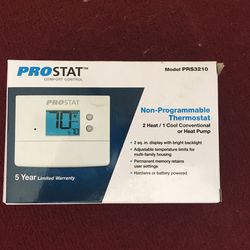 PROSTAT™
COMFORT CONTROL
Model PRS3210
Non-Programmable
Thermostat
2 Heat / 1 Cool Conventional
or Heat Pump
• 2 sq. in. display with bright backlight
• Adjustable temperature limits for
multi-family housing
• Permanent memory retains
user settings
• Hardwire or battery powered
PROSTAT
5 Year Limited Warranty